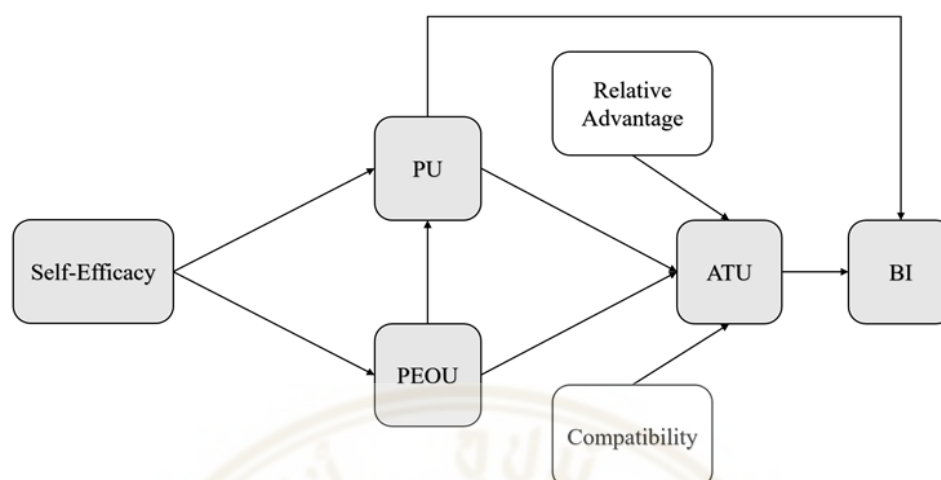 Relative
Advantage
PU
Self-Efficacy
ATU
BI
PEOU
Compatibility